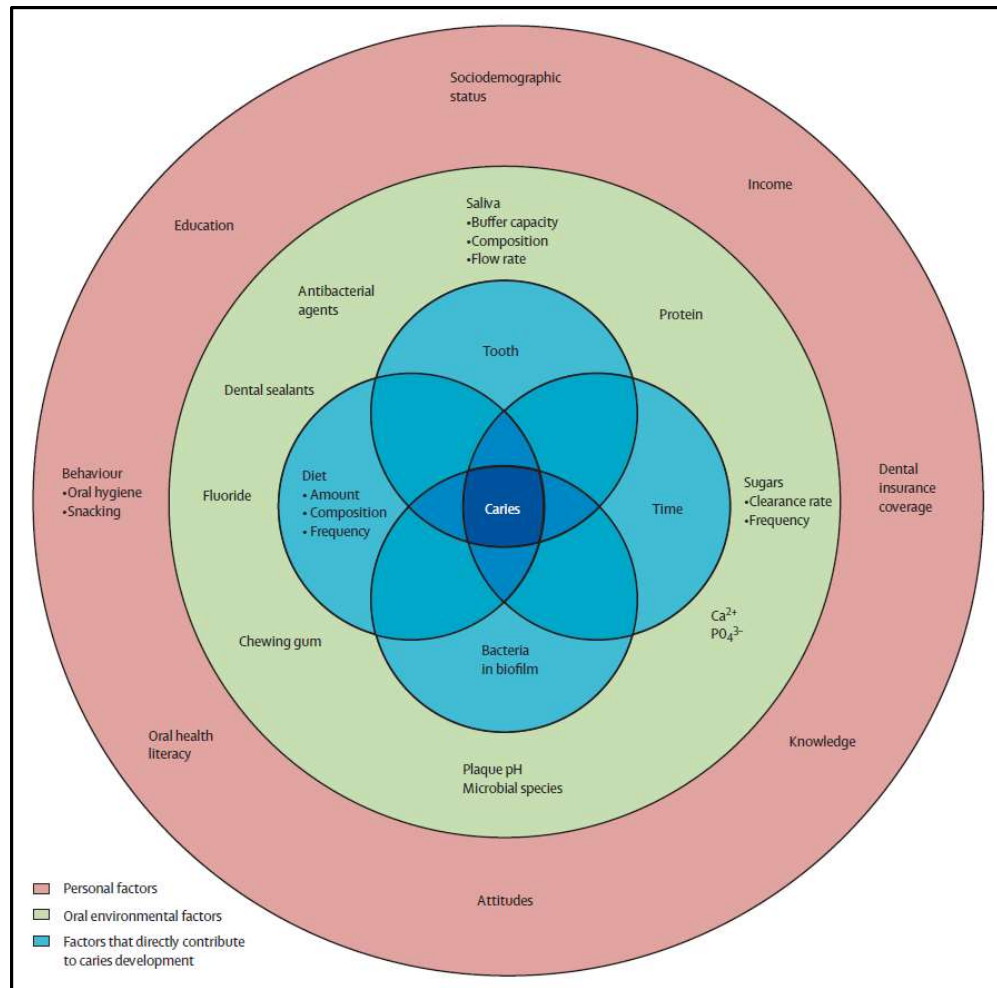 Sociodemographic
status
Income
Education
Saliva
•Buffer capacity
•Composition
•Flow rate
Antibacterial
agents
Protein
Tooth
Dental sealants
Behaviour
•Oral hygiene
•Snacking
Fluoride
Diet
• Amount
• Composition
• Frequency
Caries
Time
Sugars
•Clearance rate
•Frequency
Dental
insurance
coverage
Ca²⁺
PO₄³⁻
Chewing gum
Bacteria
in biofilm
Oral health
literacy
Knowledge
Plaque pH
Microbial species
Attitudes
Personal factors
Oral environmental factors
Factors that directly contribute
to caries development